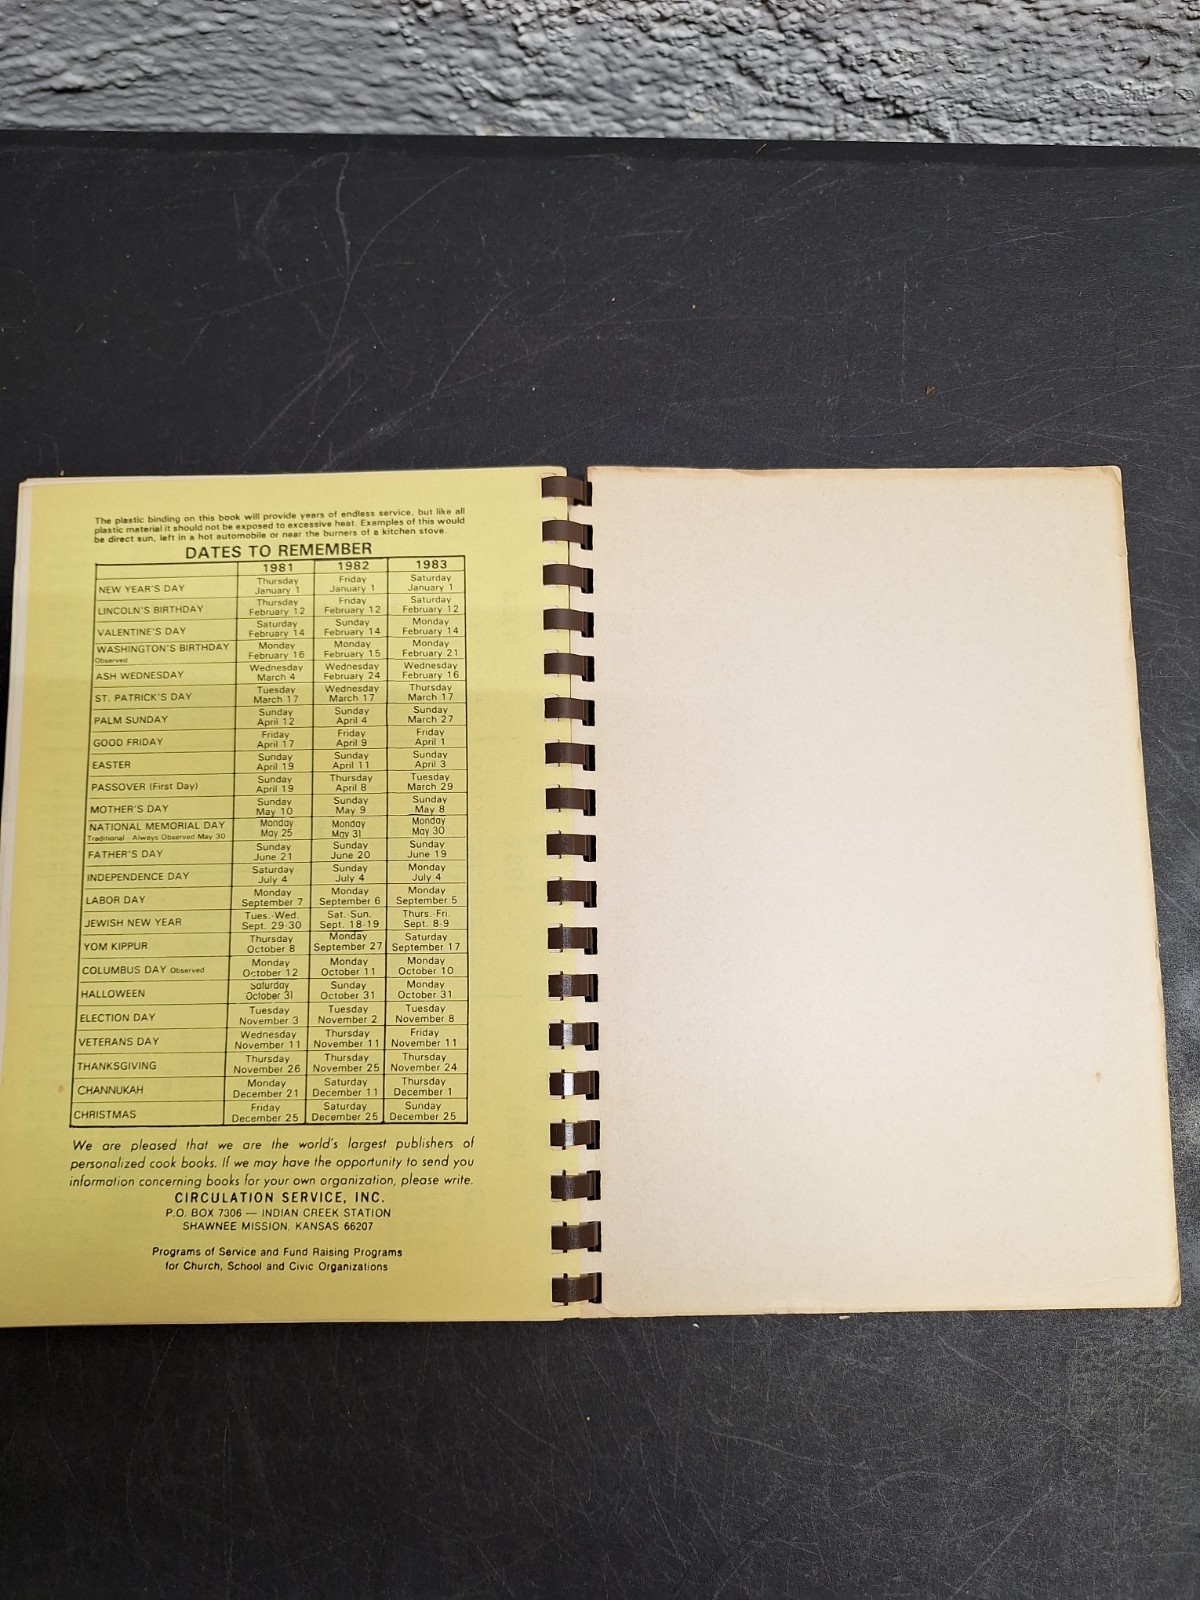 The plastic binding on this book will provide years of endless service, but like all
plastic material it should not be exposed to excessive heat. Examples of this would
be direct sun, left in a hot automobile or near the burners of a kitchen stove.
DATES TO REMEMBER
1981 1982 1983
NEW YEAR'S DAY Thursday January 1 Friday January 1 Saturday January 1
LINCOLN'S BIRTHDAY Thursday February 12 Friday February 12 Saturday February 12
VALENTINE'S DAY Saturday February 14 Sunday February 14 Monday February 14
WASHINGTON'S BIRTHDAY Observed Monday February 16 Monday February 15 Monday February 21
ASH WEDNESDAY Wednesday March 4 Wednesday February 24 Wednesday February 16
ST. PATRICK'S DAY Tuesday March 17 Wednesday March 17 Thursday March 17
PALM SUNDAY Sunday April 12 Sunday April 4 Sunday March 27
GOOD FRIDAY Friday April 17 Friday April 9 Friday April 1
EASTER Sunday April 19 Sunday April 11 Sunday April 3
PASSOVER (First Day) Sunday April 19 Thursday April 8 Tuesday March 29
MOTHER'S DAY Sunday May 10 Sunday May 9 Sunday May 8
NATIONAL MEMORIAL DAY Traditional - Always Observed May 30 Monday May 25 Monday May 31 Monday May 30
FATHER'S DAY Sunday June 21 Sunday June 20 Sunday June 19
INDEPENDENCE DAY Saturday July 4 Sunday July 4 Monday July 4
LABOR DAY Monday September 7 Monday September 6 Monday September 5
JEWISH NEW YEAR Tues.-Wed. Sept. 29-30 Sat.-Sun. Sept. 18-19 Thurs.-Fri. Sept. 8-9
YOM KIPPUR Thursday October 8 Monday September 27 Saturday September 17
COLUMBUS DAY Observed Monday October 12 Monday October 11 Monday October 10
HALLOWEEN Saturday October 31 Sunday October 31 Monday October 31
ELECTION DAY Tuesday November 3 Tuesday November 2 Tuesday November 8
VETERANS DAY Wednesday November 11 Thursday November 11 Friday November 11
THANKSGIVING Thursday November 26 Thursday November 25 Thursday November 24
CHANNUKAH Monday December 21 Saturday December 11 Thursday December 1
CHRISTMAS Friday December 25 Saturday December 25 Sunday December 25
We are pleased that we are the world's largest publishers of
personalized cook books. If we may have the opportunity to send you
information concerning books for your own organization, please write.
CIRCULATION SERVICE, INC.
P.O. BOX 7306 — INDIAN CREEK STATION
SHAWNEE MISSION, KANSAS 66207
Programs of Service and Fund Raising Programs
for Church, School and Civic Organizations